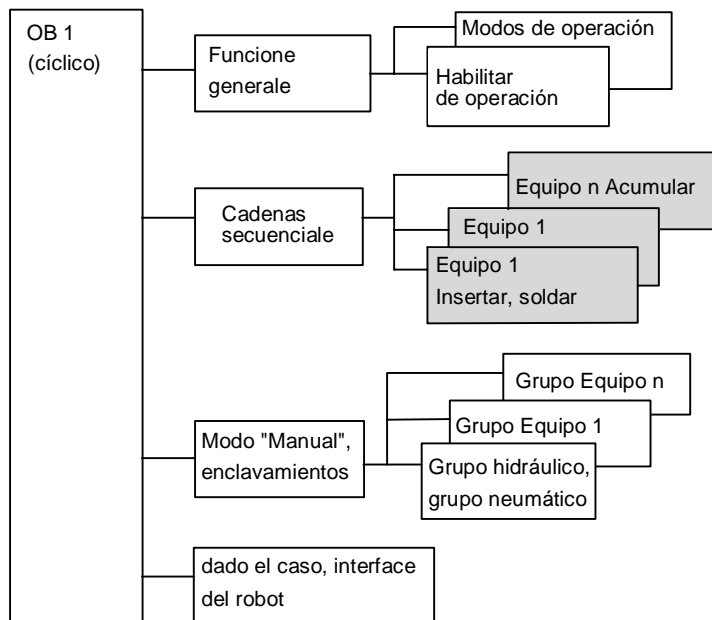 OB 1
(cíclico)
Funcione
generale
Modos de operación
Habilitar
de operación
Cadenas
secuenciale
Equipo n Acumular
Equipo 1
Equipo 1
Insertar, soldar
Modo "Manual",
enclavamientos
Grupo Equipo n
Grupo Equipo 1
Grupo hidráulico,
grupo neumático
dado el caso, interface
del robot